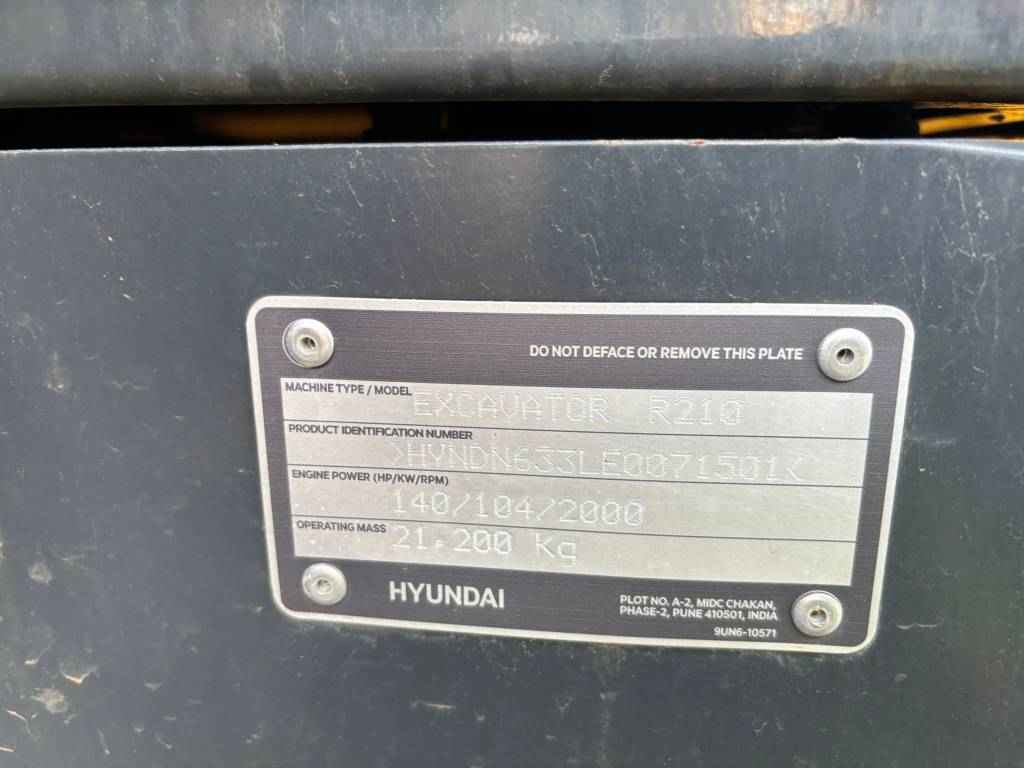 DO NOT DEFACE OR REMOVE THIS PLATE
MACHINE TYPE / MODEL EXCAVATOR R210
PRODUCT IDENTIFICATION NUMBER >HYNDN633LE0071501<
ENGINE POWER (HP/KW/RPM) 140/104/2000
OPERATING MASS 21,200 Kg
HYUNDAI
PLOT NO. A-2, MIDC CHAKAN,
PHASE-2, PUNE 410501, INDIA
9UN6-10571